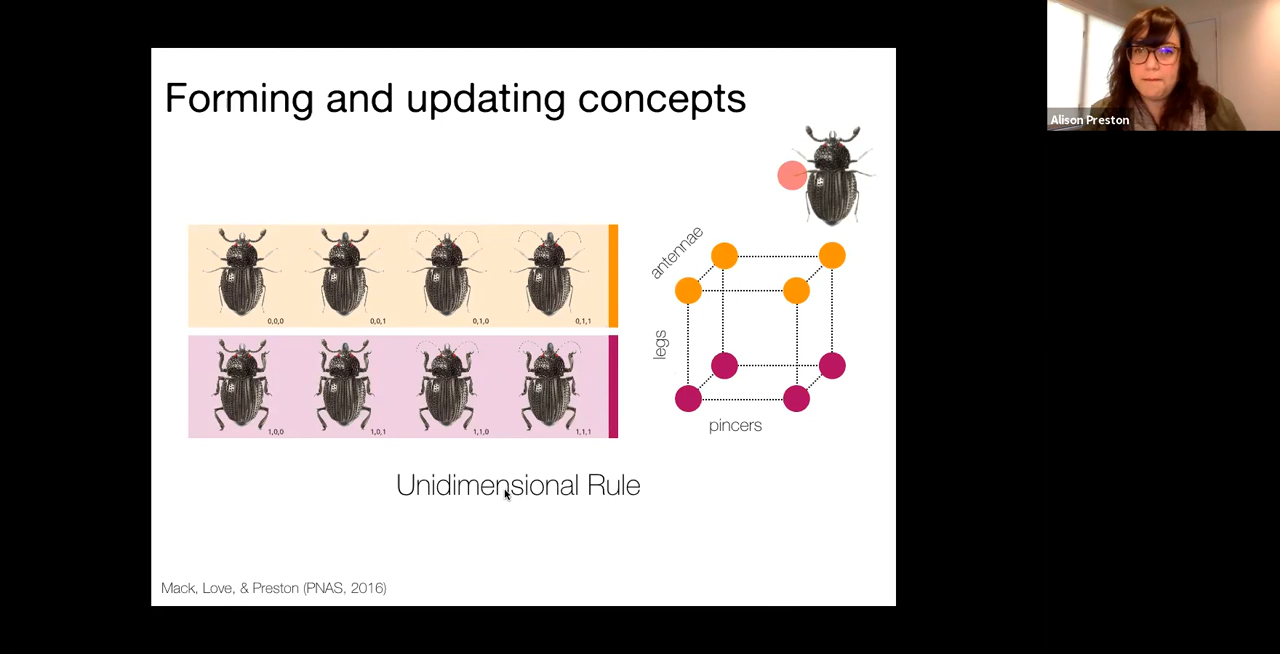 Forming and updating concepts
Alison Preston
0,0,0
0,0,1
0,1,0
0,1,1
1,0,0
1,0,1
1,1,0
1,1,1
antennae
legs
pincers
Unidimensional Rule
Mack, Love, & Preston (PNAS, 2016)